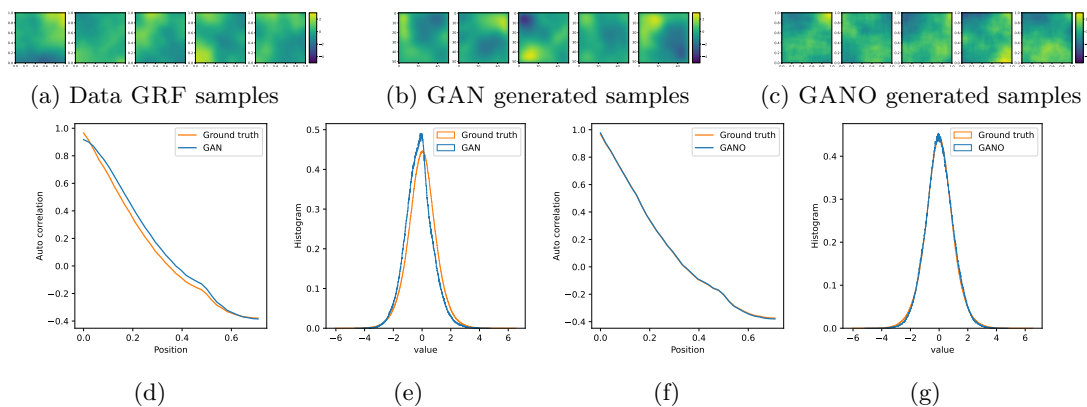 (a) Data GRF samples
(b) GAN generated samples
(c) GANO generated samples
1.0
0.8
0.6
0.4
0.2
0.0
−0.2
−0.4
0.0 0.2 0.4 0.6
Auto correlation
Position
Ground truth
GAN
0.5
0.4
0.3
0.2
0.1
0.0
−6 −4 −2 0 2 4 6
Histogram
value
Ground truth
GAN
1.0
0.8
0.6
0.4
0.2
0.0
−0.2
−0.4
0.0 0.2 0.4 0.6
Auto correlation
Position
Ground truth
GANO
0.4
0.3
0.2
0.1
0.0
−6 −4 −2 0 2 4 6
Histogram
value
Ground truth
GANO
(d)
(e)
(f)
(g)